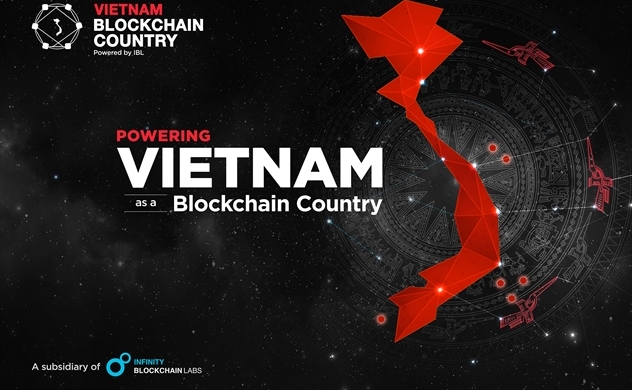 VIETNAM
BLOCKCHAIN
COUNTRY
Powered by IBL
POWERING
VIETNAM
as a Blockchain Country
A subsidiary of INFINITY
BLOCKCHAIN LABS